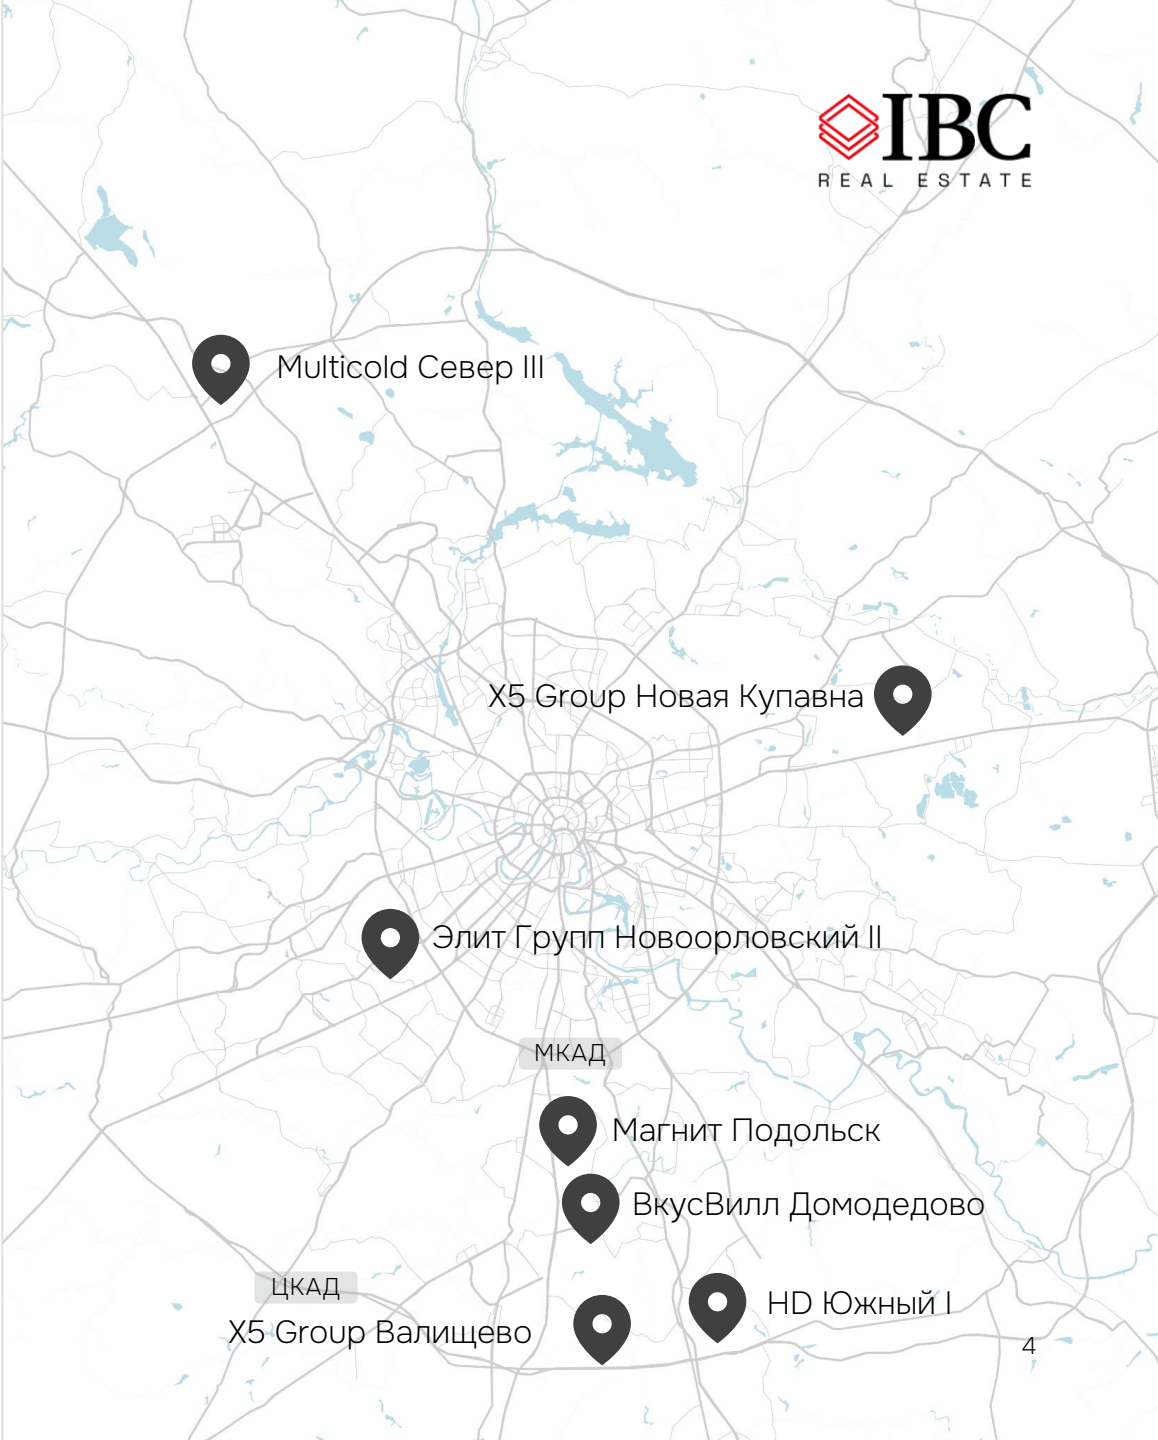 IBC
REAL ESTATE
Multicold Север III
X5 Group Новая Купавна
Элит Групп Новоорловский II
МКАД
Магнит Подольск
ВкусВилл Домодедово
ЦКАД
HD Южный I
X5 Group Валищево
4